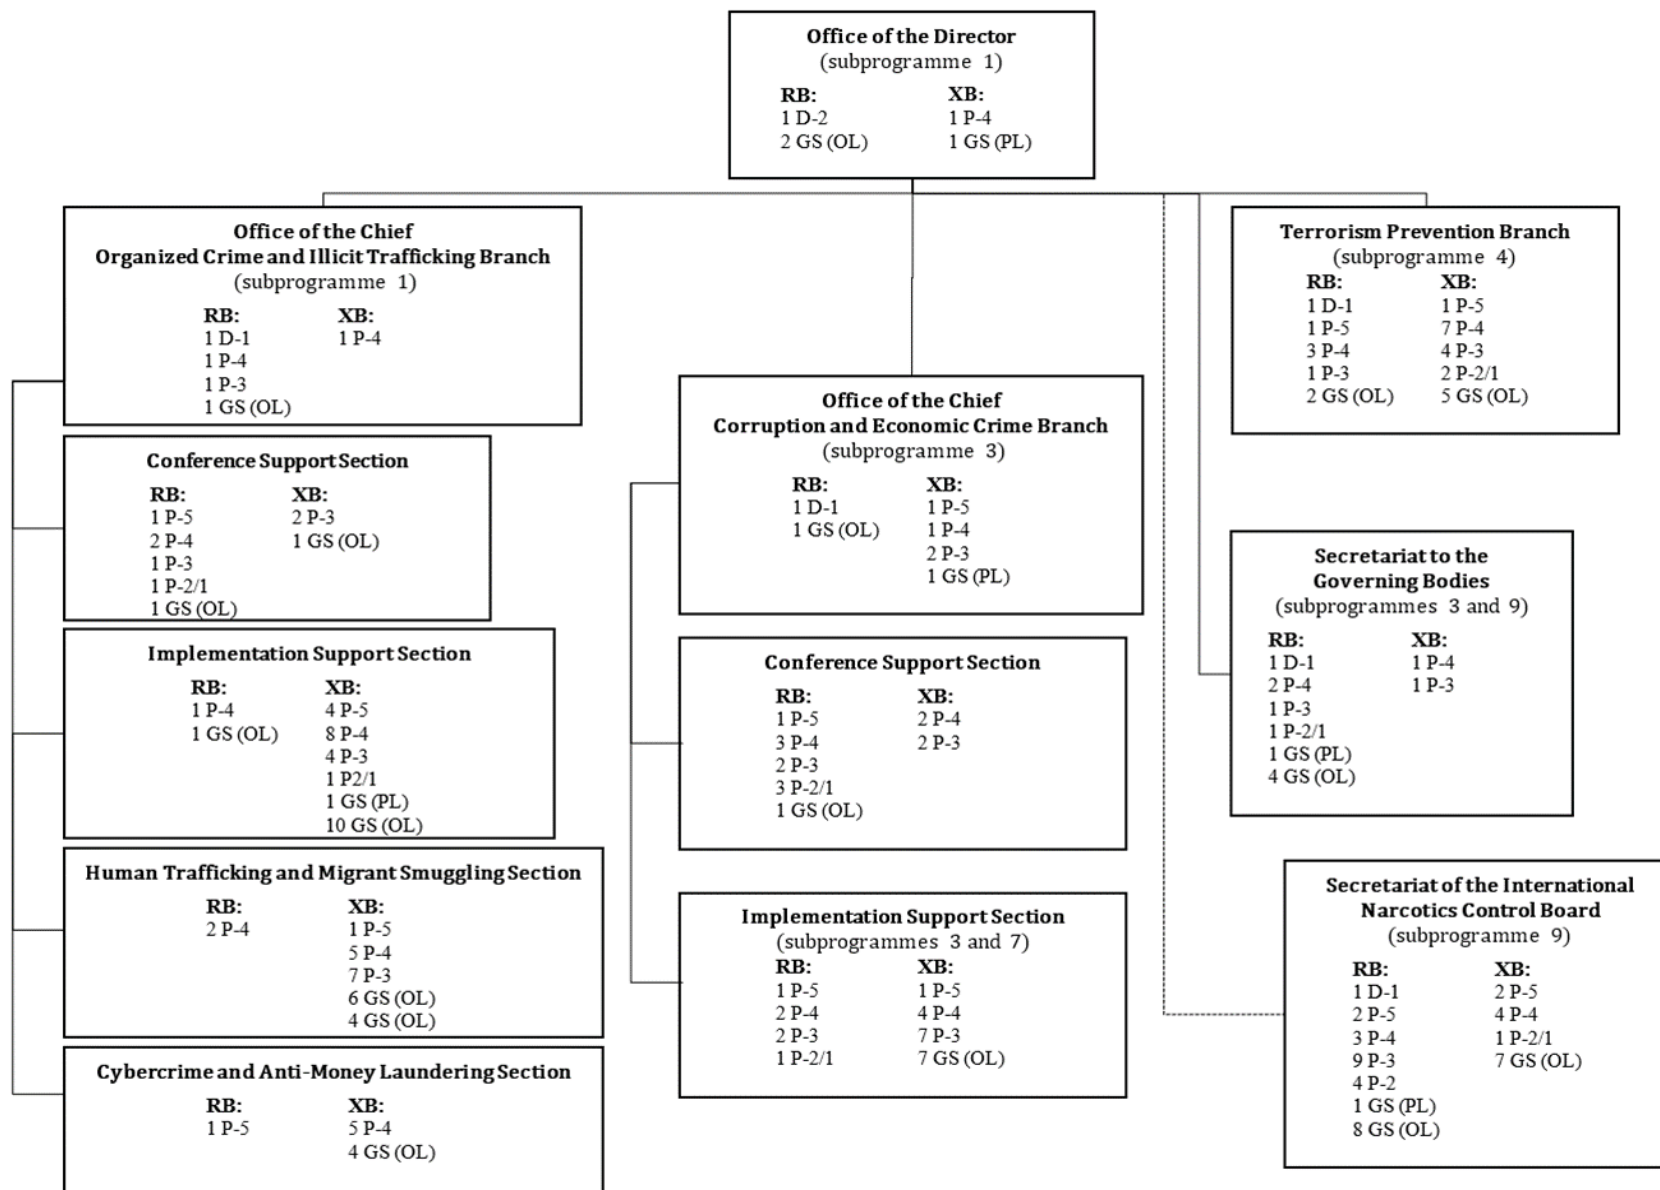 Office of the Director
(subprogramme 1)
RB: XB:
1 D-2 1 P-4
2 GS (OL) 1 GS (PL)
Office of the Chief
Organized Crime and Illicit Trafficking Branch
(subprogramme 1)
RB: XB:
1 D-1 1 P-4
1 P-4
1 P-3
1 GS (OL)
Conference Support Section
RB: XB:
1 P-5 2 P-3
2 P-4 1 GS (OL)
1 P-3
1 P-2/1
1 GS (OL)
Implementation Support Section
RB: XB:
1 P-4 4 P-5
1 GS (OL) 8 P-4
4 P-3
1 P2/1
1 GS (PL)
10 GS (OL)
Human Trafficking and Migrant Smuggling Section
RB: XB:
2 P-4 1 P-5
5 P-4
7 P-3
6 GS (OL)
4 GS (OL)
Cybercrime and Anti-Money Laundering Section
RB: XB:
1 P-5 5 P-4
4 GS (OL)
Office of the Chief
Corruption and Economic Crime Branch
(subprogramme 3)
RB: XB:
1 D-1 1 P-5
1 GS (OL) 1 P-4
2 P-3
1 GS (PL)
Conference Support Section
RB: XB:
1 P-5 2 P-4
3 P-4 2 P-3
2 P-3
3 P-2/1
1 GS (OL)
Implementation Support Section
(subprogrammes 3 and 7)
RB: XB:
1 P-5 1 P-5
2 P-4 4 P-4
2 P-3 7 P-3
1 P-2/1 7 GS (OL)
Terrorism Prevention Branch
(subprogramme 4)
RB: XB:
1 D-1 1 P-5
1 P-5 7 P-4
3 P-4 4 P-3
1 P-3 2 P-2/1
2 GS (OL) 5 GS (OL)
Secretariat to the
Governing Bodies
(subprogrammes 3 and 9)
RB: XB:
1 D-1 1 P-4
2 P-4 1 P-3
1 P-3
1 P-2/1
1 GS (PL)
4 GS (OL)
Secretariat of the International
Narcotics Control Board
(subprogramme 9)
RB: XB:
1 D-1 2 P-5
2 P-5 4 P-4
3 P-4 1 P-2/1
9 P-3 7 GS (OL)
4 P-2
1 GS (PL)
8 GS (OL)